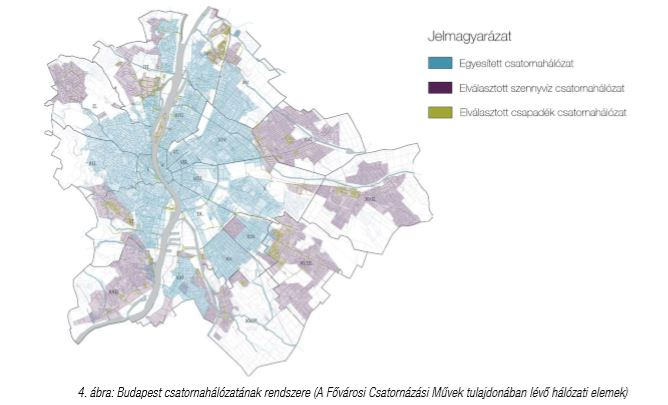 Jelmagyarázat
Egyesített csatornahálózat
Elválasztott szennyvíz csatornahálózat
Elválasztott csapadék csatornahálózat
4. ábra: Budapest csatornahálózatának rendszere (A Fővárosi Csatornázási Művek tulajdonában lévő hálózati elemek)